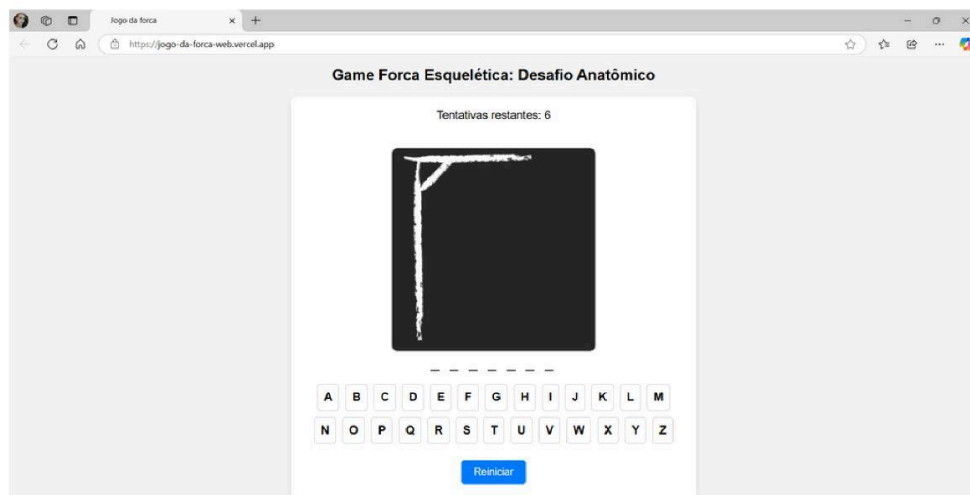 Jogo da forca
https://jogo-da-forca-web.vercel.app
Game Forca Esquelética: Desafio Anatômico
Tentativas restantes: 6
_ _ _ _ _ _ _
A B C D E F G H I J K L M
N O P Q R S T U V W X Y Z
Reiniciar